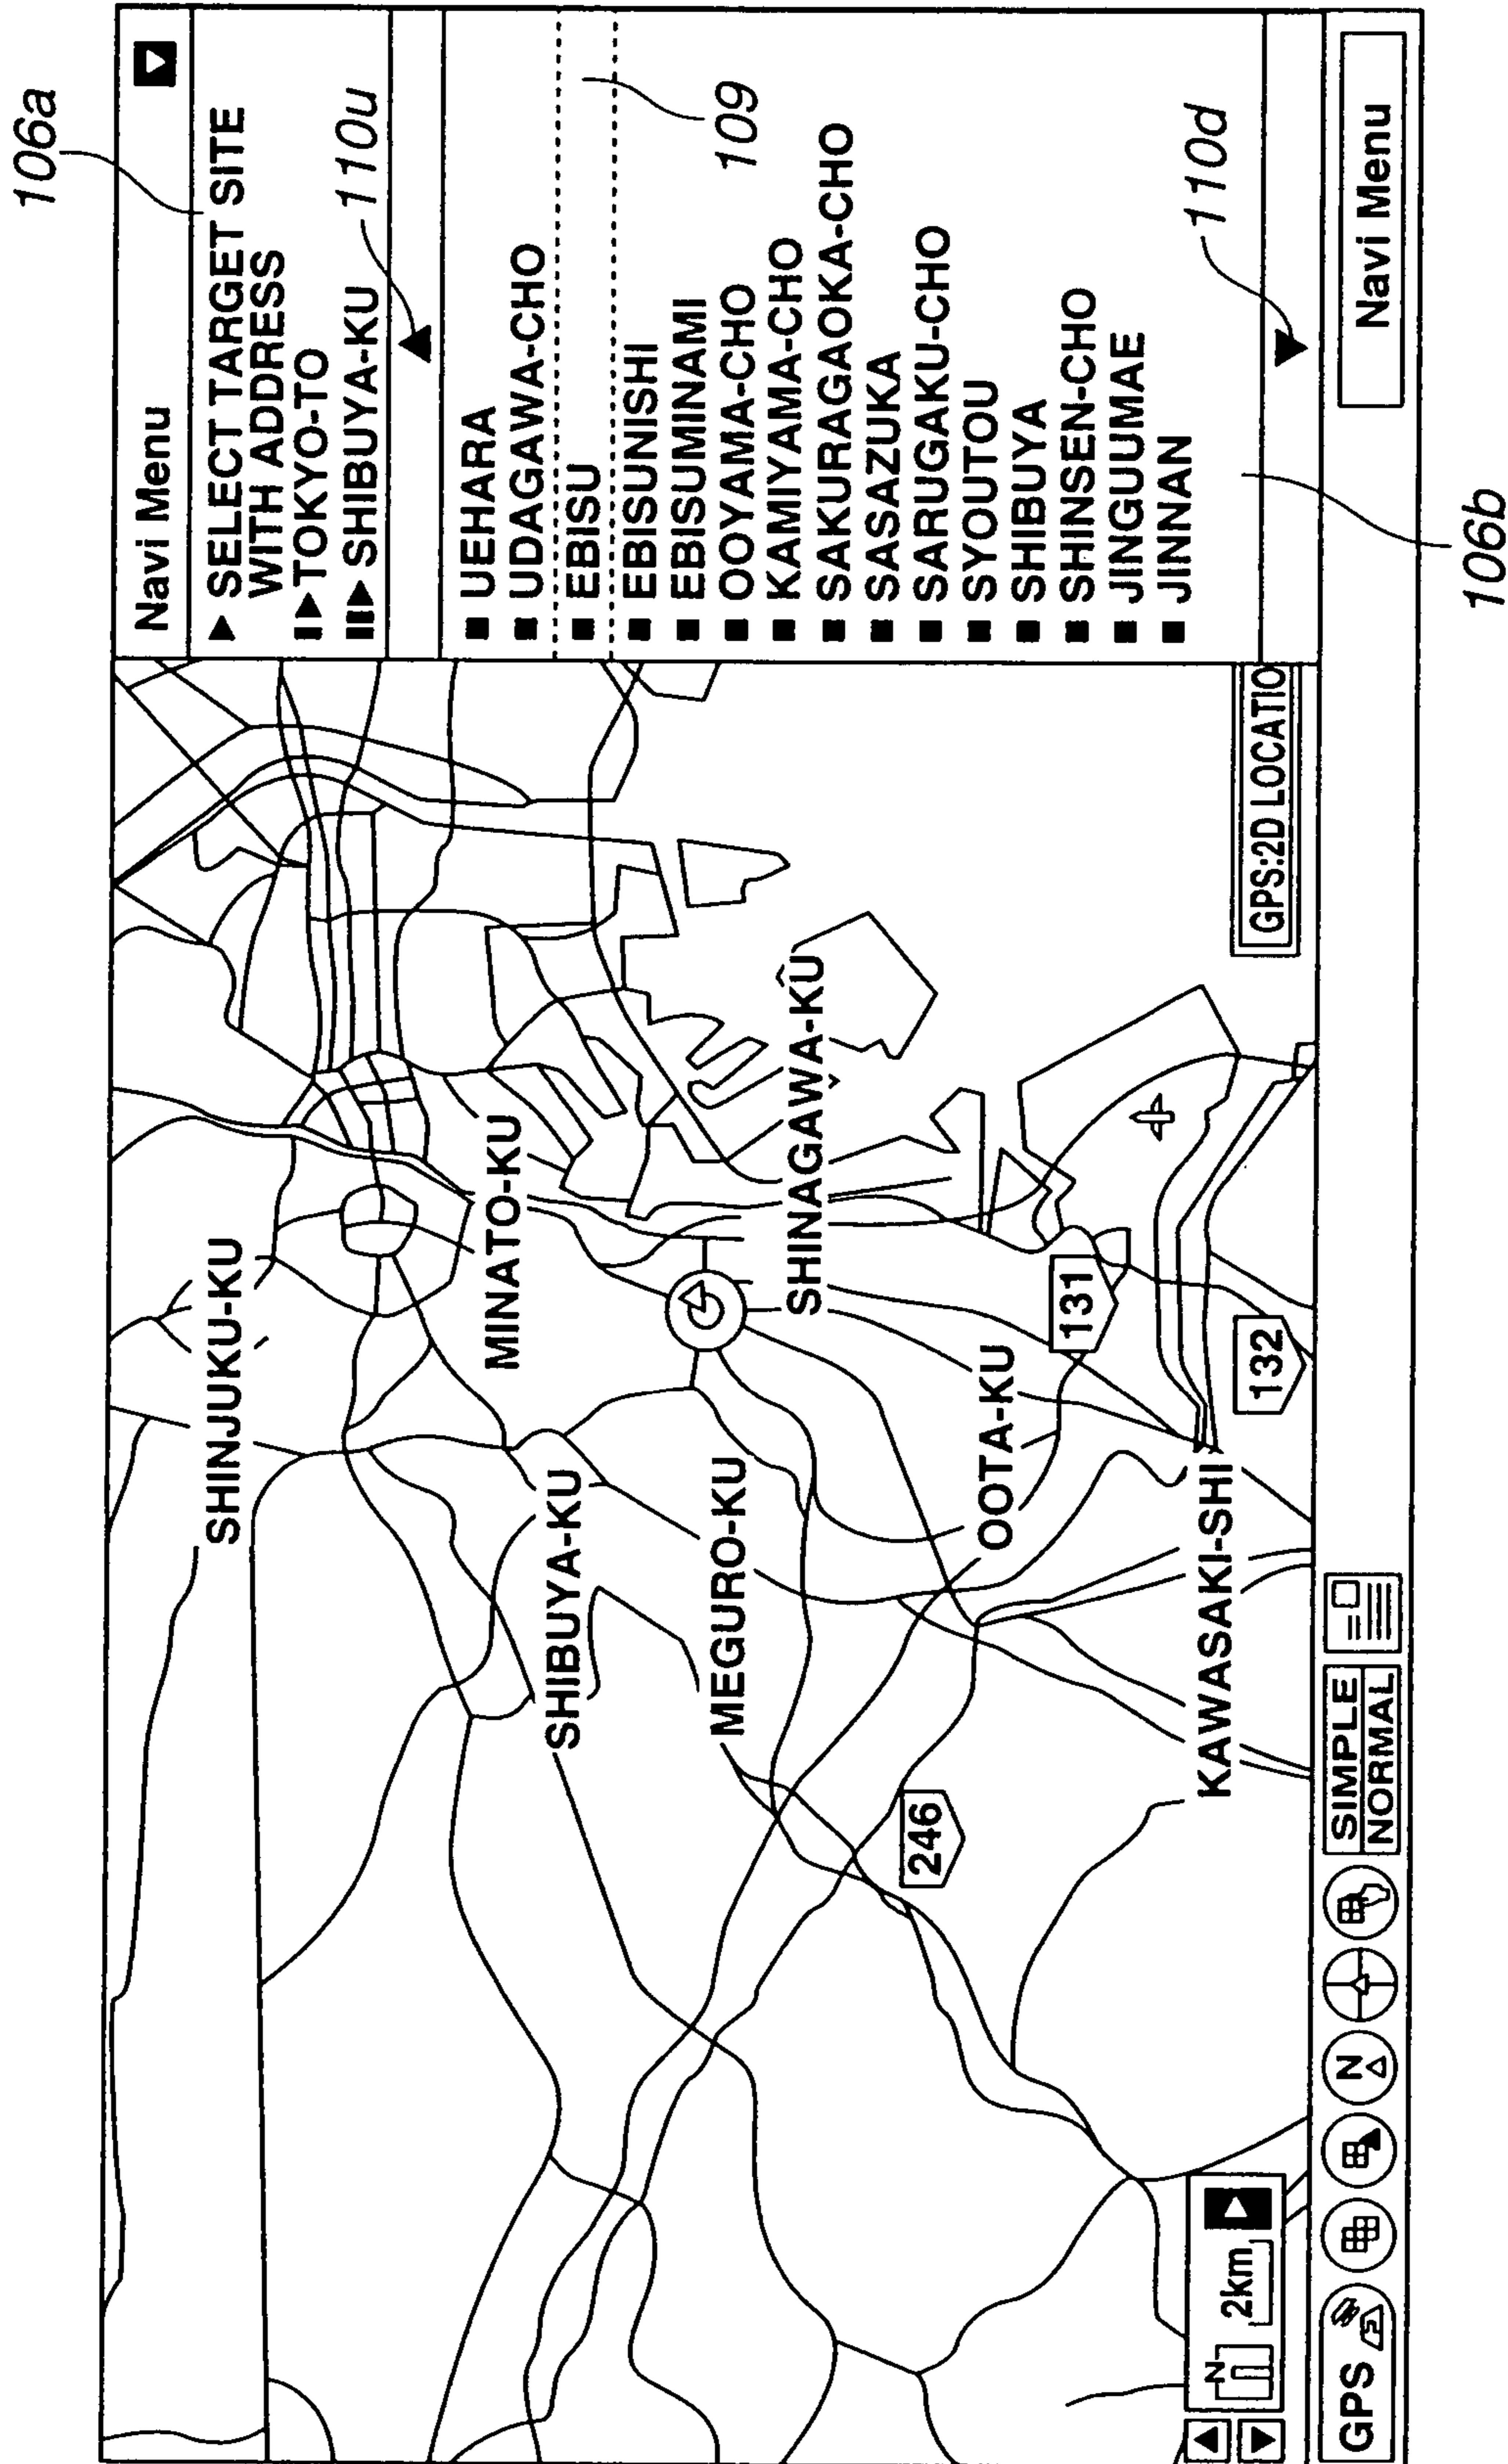 106a
Navi Menu
SELECT TARGET SITE
WITH ADDRESS
TOKYO-TO
SHIBUYA-KU
110u
UEHARA
UDAGAWA-CHO
EBISU
109
EBISUNISHI
EBISUMINAMI
OOYAMA-CHO
KAMIYAMA-CHO
SAKURAGAOKA-CHO
SASAZUKA
SARUGAKU-CHO
SYOUTOU
SHIBUYA
SHINSEN-CHO
JINGUUMAE
JINNAN
110d
106b
SHINJUKU-KU
MINATO-KU
SHIBUYA-KU
MEGURO-KU
SHINAGAWA-KU
246
OOTA-KU
131
KAWASAKI-SHI
132
GPS:2D LOCATIO
N
2km
GPS
2
N
SIMPLE
NORMAL
Navi Menu